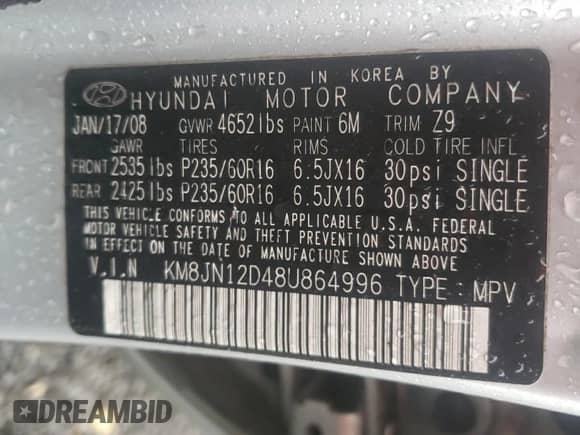 MANUFACTURED IN KOREA BY
HYUNDAI MOTOR COMPANY
JAN/17/08 GVWR 4652lbs PAINT 6M TRIM Z9
GAWR TIRES RIMS COLD TIRE INFL
FRONT 2535lbs P235/60R16 6.5JX16 30psi SINGLE
REAR 2425lbs P235/60R16 6.5JX16 30psi SINGLE
THIS VEHICLE CONFORMS TO ALL APPLICABLE U.S.A. FEDERAL
MOTOR VEHICLE SAFETY AND THEFT PREVENTION STANDARDS
IN EFFECT ON THE DATE OF MANUFACTURE SHOWN ABOVE.
V.I.N KM8JN12D48U864996 TYPE: MPV
DREAMBID